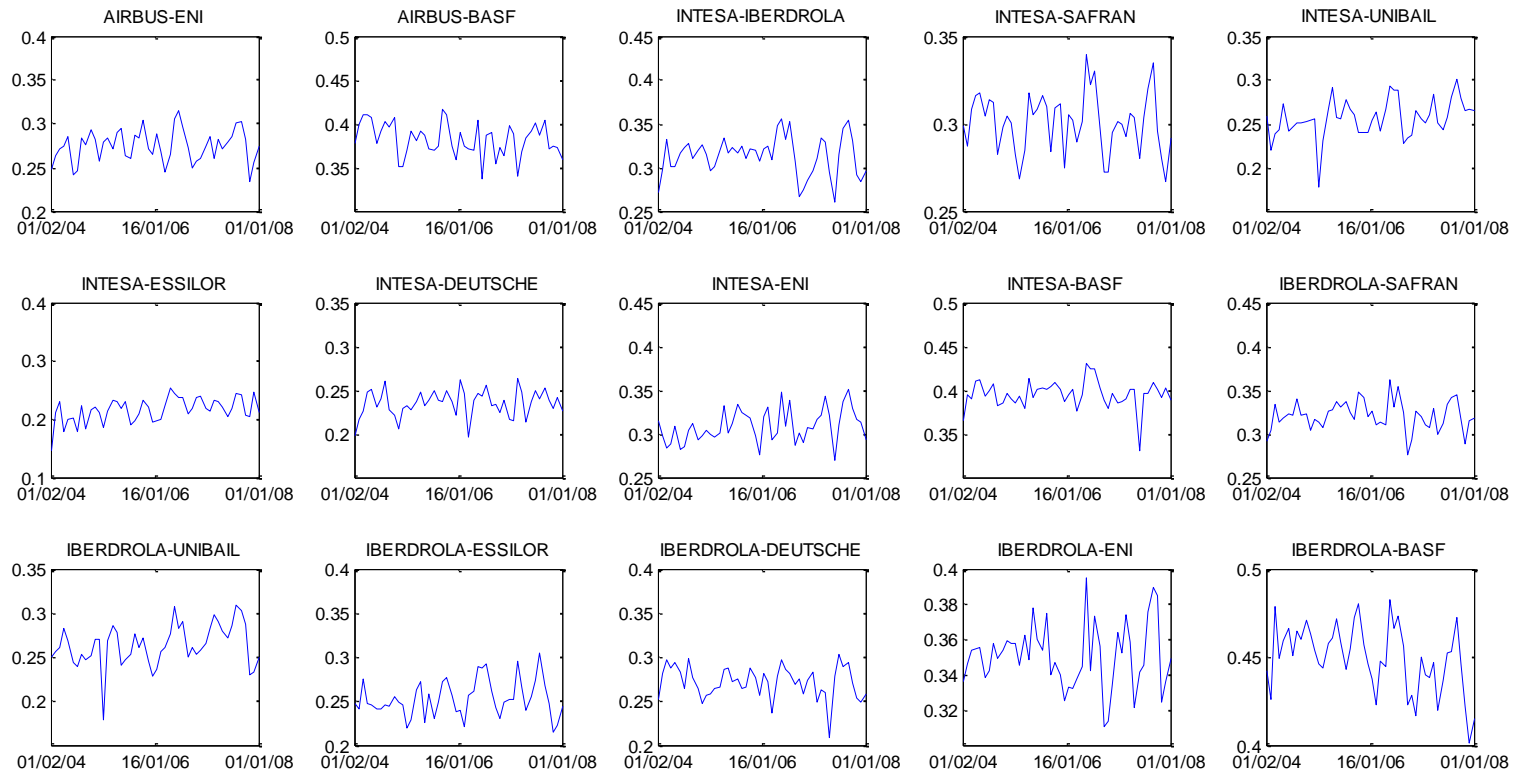 AIRBUS-ENI AIRBUS-BASF INTESA-IBERDROLA INTESA-SAFRAN INTESA-UNIBAIL
0.4 0.5 0.45 0.35 0.35
0.35 0.45 0.4 0.3
0.3 0.4 0.35 0.3 0.25
0.25 0.35 0.3 0.2
0.2 0.25 0.25
01/02/04 16/01/06 01/01/08 01/02/04 16/01/06 01/01/08 01/02/04 16/01/06 01/01/08 01/02/04 16/01/06 01/01/08 01/02/04 16/01/06 01/01/08
INTESA-ESSILOR INTESA-DEUTSCHE INTESA-ENI INTESA-BASF IBERDROLA-SAFRAN
0.4 0.35 0.45 0.5 0.45
0.3 0.3 0.4 0.45 0.4
0.25 0.35 0.4 0.35
0.2 0.2 0.3 0.35 0.3
0.1 0.25 0.25
01/02/04 16/01/06 01/01/08 01/02/04 16/01/06 01/01/08 01/02/04 16/01/06 01/01/08 01/02/04 16/01/06 01/01/08 01/02/04 16/01/06 01/01/08
IBERDROLA-UNIBAIL IBERDROLA-ESSILOR IBERDROLA-DEUTSCHE IBERDROLA-ENI IBERDROLA-BASF
0.35 0.4 0.4 0.4 0.5
0.3 0.35 0.35 0.38
0.25 0.3 0.3 0.36 0.45
0.2 0.25 0.25 0.34
0.32
0.2 0.2 0.4
01/02/04 16/01/06 01/01/08 01/02/04 16/01/06 01/01/08 01/02/04 16/01/06 01/01/08 01/02/04 16/01/06 01/01/08 01/02/04 16/01/06 01/01/08